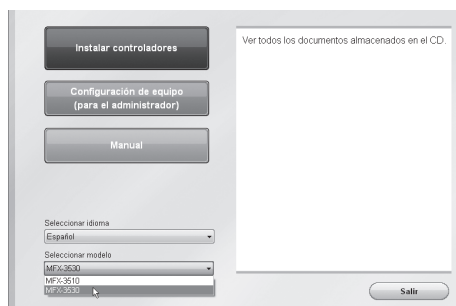 Instalar controladores
Configuración de equipo
(para el administrador)
Manual
Ver todos los documentos almacenados en el CD.
Seleccionar idioma
Español
Seleccionar modelo
MFX-3530
MFX-3510
MFX-3530
Salir